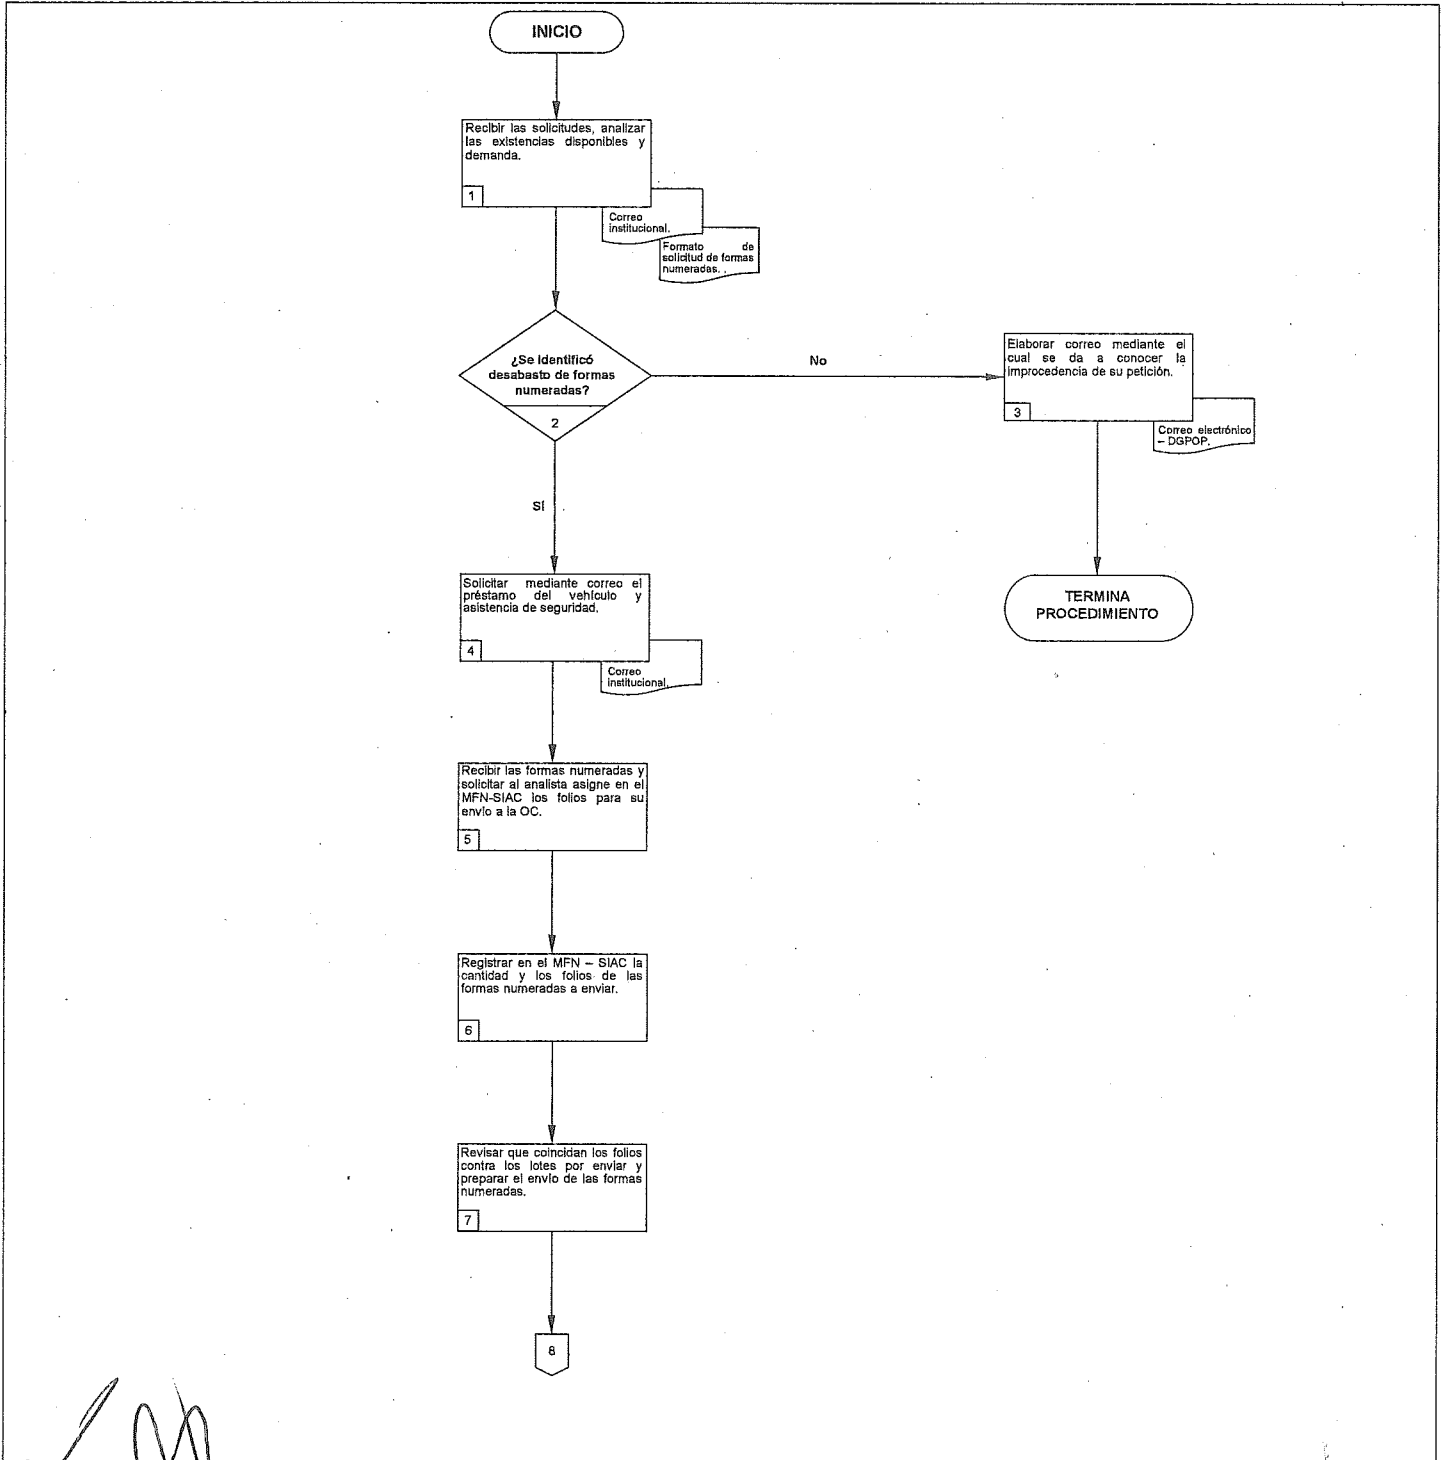 INICIO
Recibir las solicitudes, analizar
las existencias disponibles y
demanda.
1
Correo
institucional.
Formato de
solicitud de formas
numeradas. .
¿Se identificó
desabasto de formas
numeradas?
2
No
Elaborar correo mediante el
cual se da a conocer la
improcedencia de su petición.
3
Correo electrónico
– DGPOP.
TERMINA
PROCEDIMIENTO
SÍ
Solicitar mediante correo el
préstamo del vehículo y
asistencia de seguridad.
4
Correo
institucional.
Recibir las formas numeradas y
solicitar al analista asigne en el
MFN-SIAC los folios para su
envío a la OC.
5
Registrar en el MFN – SIAC la
cantidad y los folios de las
formas numeradas a enviar.
6
Revisar que coincidan los folios
contra los lotes por enviar y
preparar el envío de las formas
numeradas.
7
8